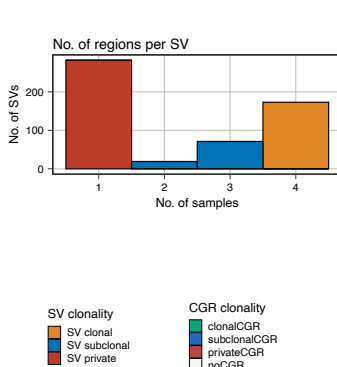 No. of regions per SV
No. of SVs
200
100
0
1 2 3 4
No. of samples
SV clonality
SV clonal
SV subclonal
SV private
CGR clonality
clonalCGR
subclonalCGR
privateCGR
noCGR